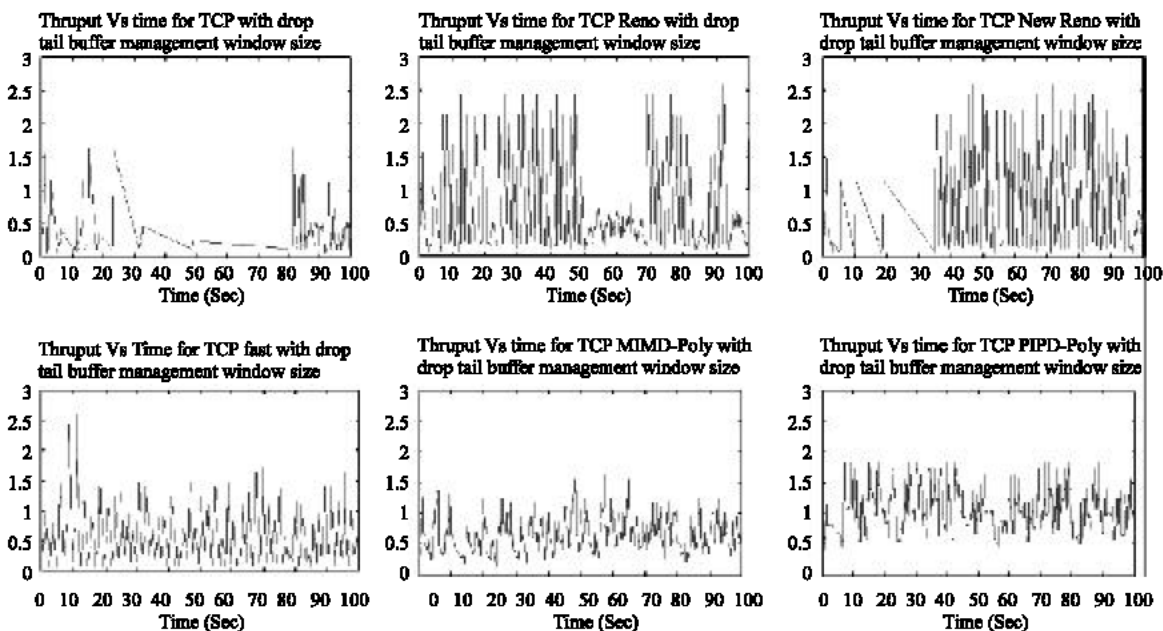 Thruput Vs time for TCP with drop
tail buffer management window size
3
2.5
2
1.5
1
0.5
0
0 10 20 30 40 50 60 70 80 90 100
Time (Sec)
Thruput Vs time for TCP Reno with drop
tail buffer management window size
3
2.5
2
1.5
1
0.5
0
0 10 20 30 40 50 60 70 80 90 100
Time (Sec)
Thruput Vs time for TCP New Reno with
drop tail buffer management window size
3
2.5
2
1.5
1
0.5
0
0 10 20 30 40 50 60 70 80 90 100
Time (Sec)
Thruput Vs Time for TCP fast with drop
tail buffer management window size
3
2.5
2
1.5
1
0.5
0
0 10 20 30 40 50 60 70 80 90 100
Time (Sec)
Thruput Vs time for TCP MIMD-Poly with
drop tail buffer management window size
3
2.5
2
1.5
1
0.5
0
0 10 20 30 40 50 60 70 80 90 100
Time (Sec)
Thruput Vs time for TCP PIPD-Poly with
drop tail buffer management window size
3
2.5
2
1.5
1
0.5
0
0 10 20 30 40 50 60 70 80 90 100
Time (Sec)